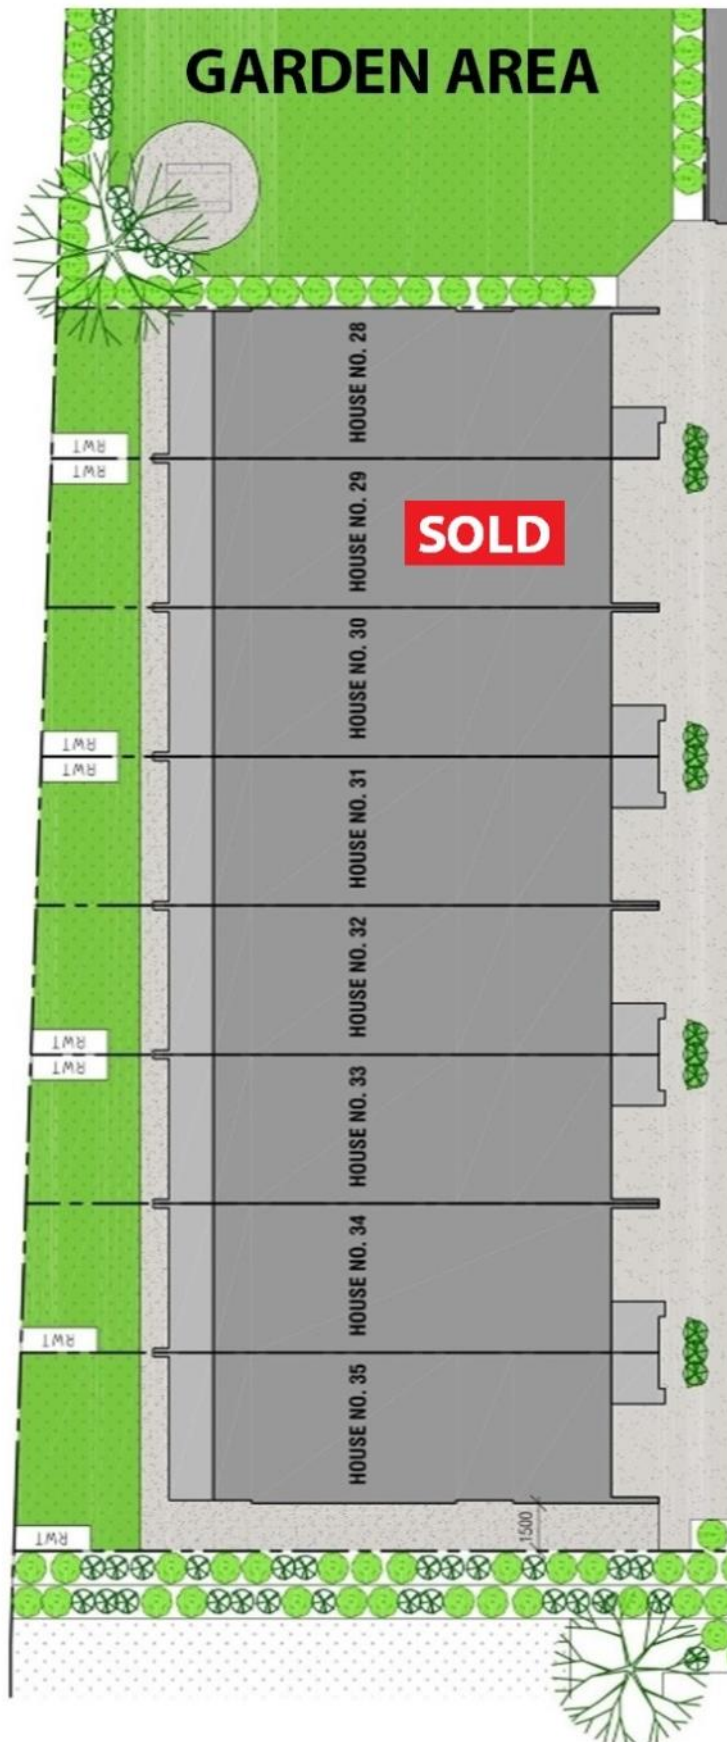 GARDEN AREA
HOUSE NO. 28
RWT
RWT
HOUSE NO. 29
SOLD
HOUSE NO. 30
RWT
RWT
HOUSE NO. 31
HOUSE NO. 32
RWT
RWT
HOUSE NO. 33
HOUSE NO. 34
RWT
HOUSE NO. 35
1500
RWT